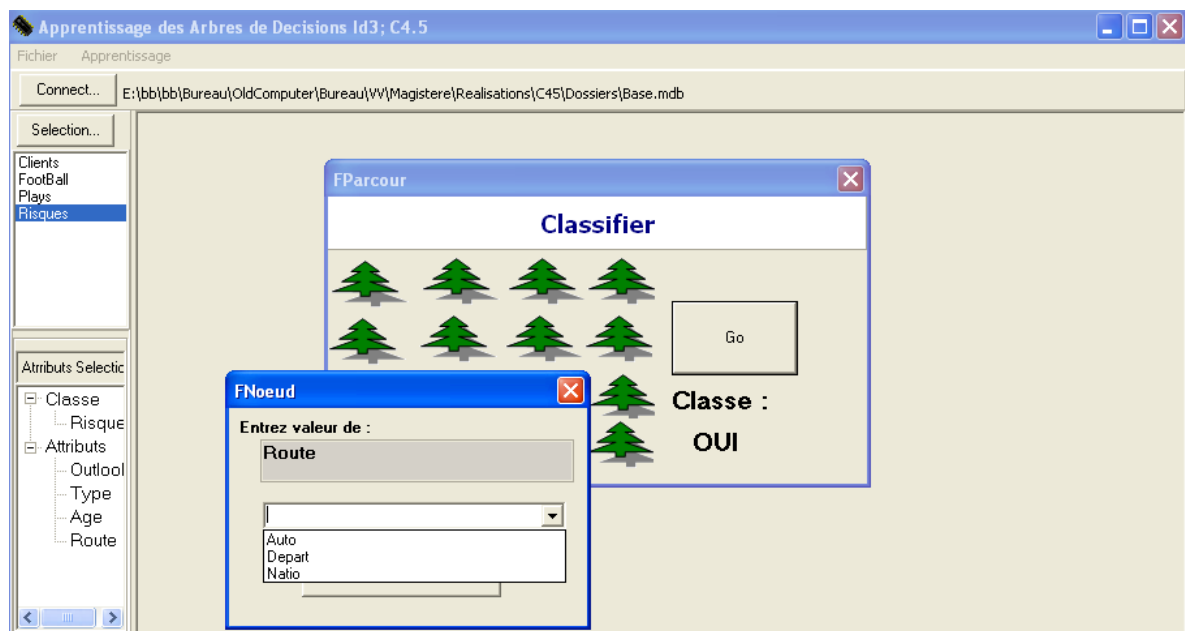 Apprentissage des Arbres de Decisions Id3; C4.5
Fichier Apprentissage
Connect... E:\bb\bb\Bureau\OldComputer\Bureau\VV\Magistere\Realisations\C45\Dossiers\Base.mdb
Selection...
Clients
FootBall
Plays
Risques
Atrributs Selectic
Classe
Risque
Attributs
Outlool
Type
Age
Route
FParcour
Classifier
Go
Classe :
OUI
FNoeud
Entrez valeur de :
Route
Auto
Depart
Natio